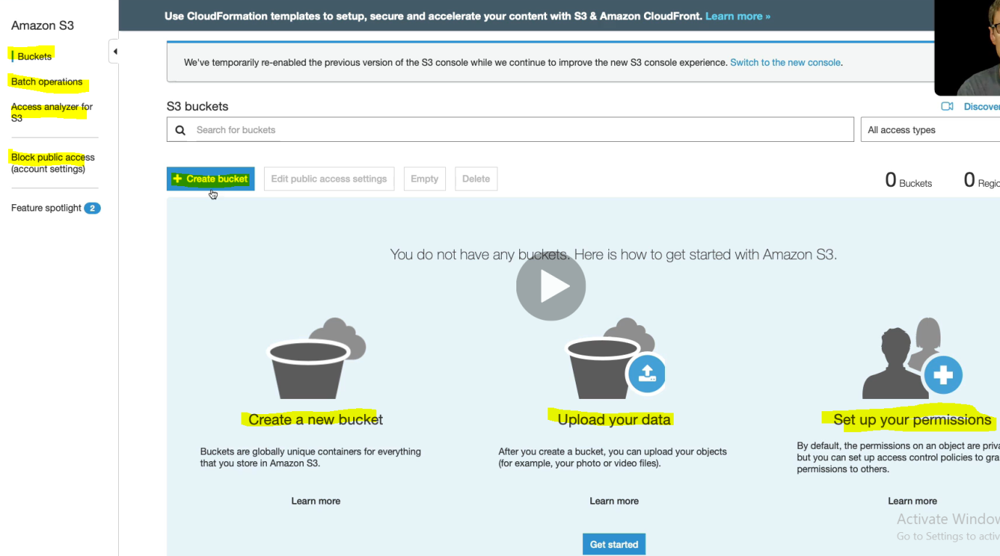 Amazon S3
Buckets
Batch operations
Access analyzer for
S3
Block public access
(account settings)
Feature spotlight 2
Use CloudFormation templates to setup, secure and accelerate your content with S3 & Amazon CloudFront. Learn more »
We've temporarily re-enabled the previous version of the S3 console while we continue to improve the new S3 console experience. Switch to the new console.
S3 buckets
Discover
Search for buckets
All access types
+ Create bucket
Edit public access settings
Empty
Delete
0 Buckets
0
You do not have any buckets. Here is how to get started with Amazon S3.
Create a new bucket
Buckets are globally unique containers for everything
that you store in Amazon S3.
Learn more
Upload your data
After you create a bucket, you can upload your objects
(for example, your photo or video files).
Learn more
Set up your permissions
By default, the permissions on an object are
but you can set up access control policies to
permissions to others.
Learn more
Get started
Activate
Go to Settings to